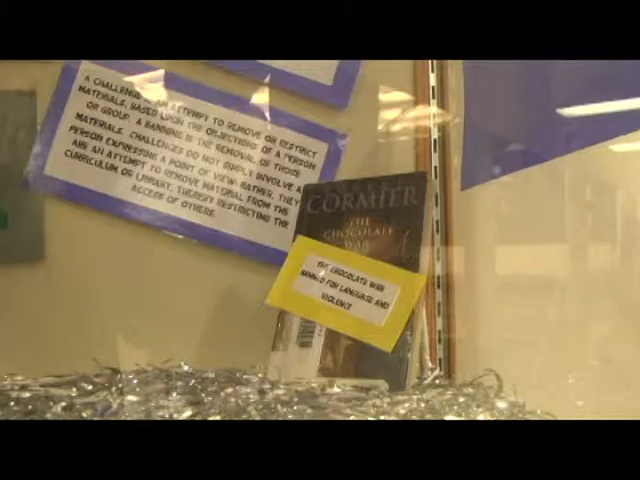 A CHALLENGE IS AN ATTEMPT TO REMOVE OR RESTRICT
MATERIALS, BASED UPON THE OBJECTIONS OF A PERSON
OR GROUP. A BANNING IS THE REMOVAL OF THOSE
MATERIALS. CHALLENGES DO NOT SIMPLY INVOLVE A
PERSON EXPRESSING A POINT OF VIEW; RATHER, THEY
ARE AN ATTEMPT TO REMOVE MATERIAL FROM THE
CURRICULUM OR LIBRARY, THEREBY RESTRICTING THE
ACCESS OF OTHERS.
CORMIER
THE
CHOCOLATE
WAR
THE CHOCOLATE WAR
BANNED FOR LANGUAGE AND
VIOLENCE